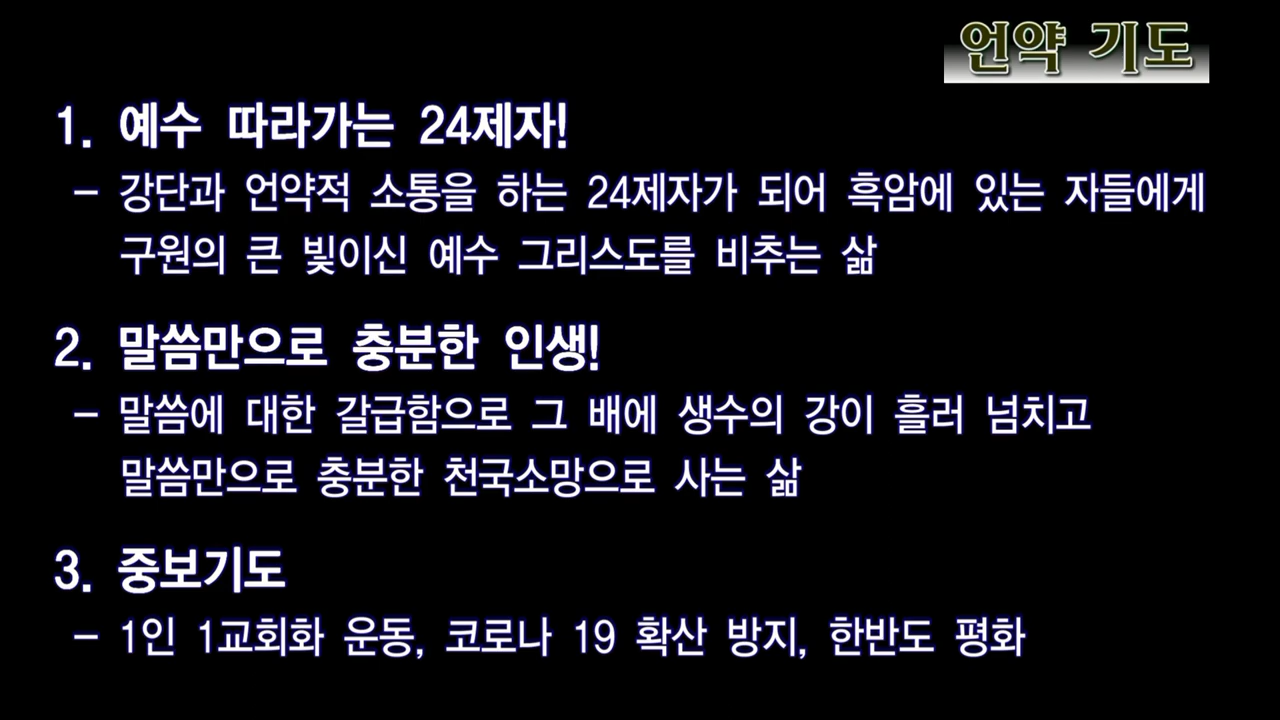 언약 기도
1. 예수 따라가는 24제자!
- 강단과 언약적 소통을 하는 24제자가 되어 흑암에 있는 자들에게
구원의 큰 빛이신 예수 그리스도를 비추는 삶
2. 말씀만으로 충분한 인생!
- 말씀에 대한 갈급함으로 그 배에 생수의 강이 흘러 넘치고
말씀만으로 충분한 천국소망으로 사는 삶
3. 중보기도
- 1인 1교회화 운동, 코로나 19 확산 방지, 한반도 평화